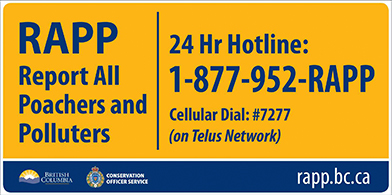 RAPP
Report All
Poachers and
Polluters
24 Hr Hotline:
1-877-952-RAPP
Cellular Dial: #7277
(on Telus Network)
BRITISH
COLUMBIA
CONSERVATION
OFFICER SERVICE
rapp.bc.ca